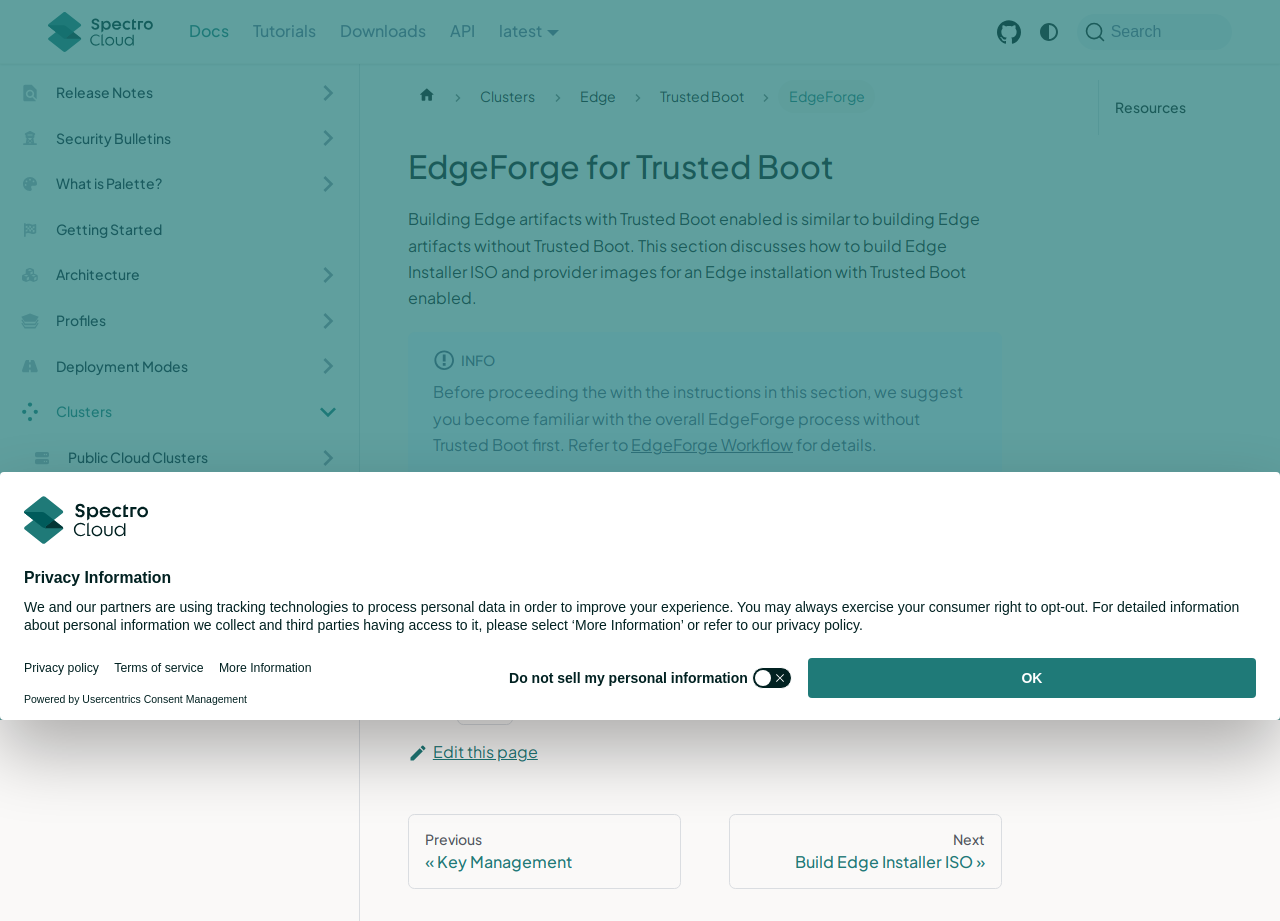 Spectro Cloud
Docs
Tutorials
Downloads
API
latest
Search
Release Notes
Security Bulletins
What is Palette?
Getting Started
Architecture
Profiles
Deployment Modes
Clusters
Public Cloud Clusters
Clusters
Edge
Trusted Boot
EdgeForge
Resources
EdgeForge for Trusted Boot
Building Edge artifacts with Trusted Boot enabled is similar to building Edge
artifacts without Trusted Boot. This section discusses how to build Edge
Installer ISO and provider images for an Edge installation with Trusted Boot
enabled.
INFO
Before proceeding the with the instructions in this section, we suggest
you become familiar with the overall EdgeForge process without
Trusted Boot first. Refer to EdgeForge Workflow for details.
Spectro Cloud
Privacy Information
We and our partners are using tracking technologies to process personal data in order to improve your experience. You may always exercise your consumer right to opt-out. For detailed information
about personal information we collect and third parties having access to it, please select ‘More Information’ or refer to our privacy policy.
Privacy policy
Terms of service
More Information
Do not sell my personal information
OK
Powered by Usercentrics Consent Management
Edit this page
Previous
« Key Management
Next
Build Edge Installer ISO »